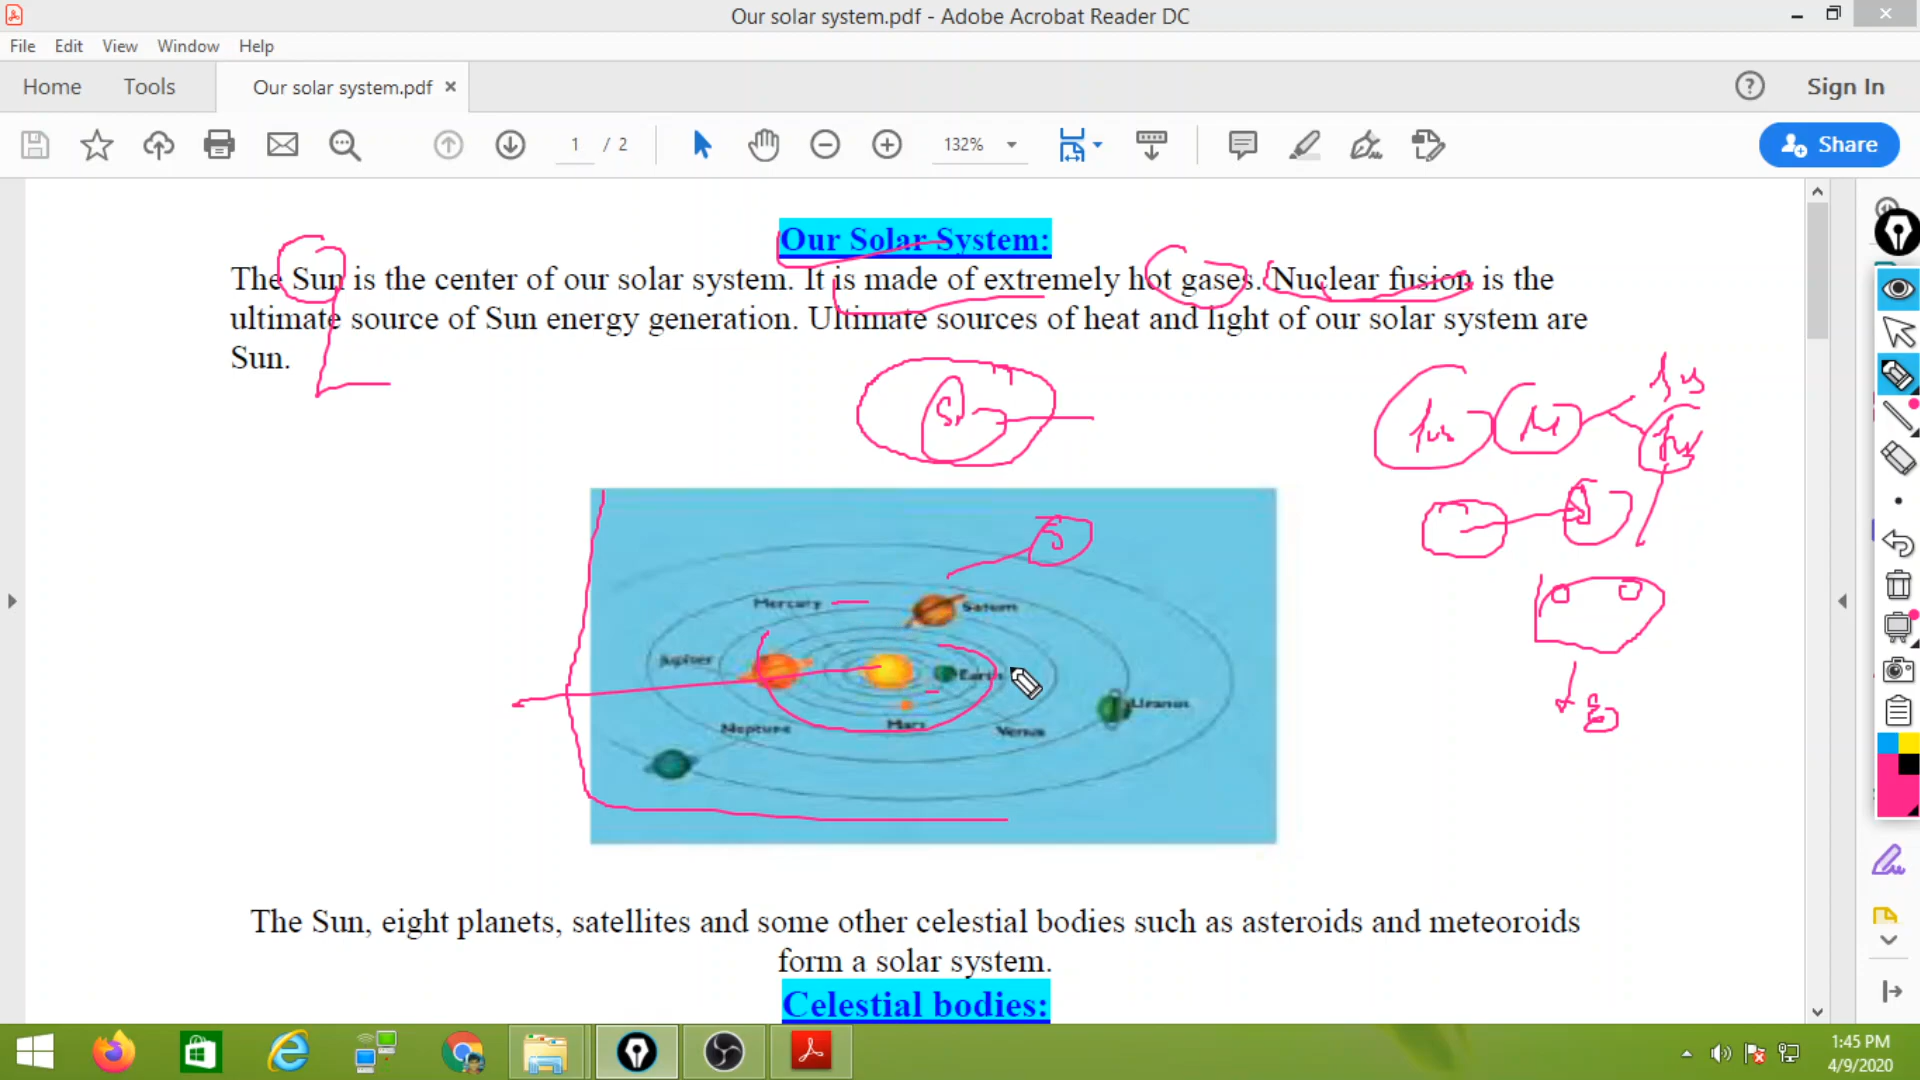 Our solar system.pdf - Adobe Acrobat Reader DC
File Edit View Window Help
Home Tools Our solar system.pdf × Sign In
1 / 2 132% Share
Our Solar System:
The Sun is the center of our solar system. It is made of extremely hot gases. Nuclear fusion is the
ultimate source of Sun energy generation. Ultimate sources of heat and light of our solar system are
Sun.
Mercury
Saturn
Jupiter
Earth
Uranus
Mars
Neptune
Venus
The Sun, eight planets, satellites and some other celestial bodies such as asteroids and meteoroids
form a solar system.
Celestial bodies:
1:45 PM
4/9/2020